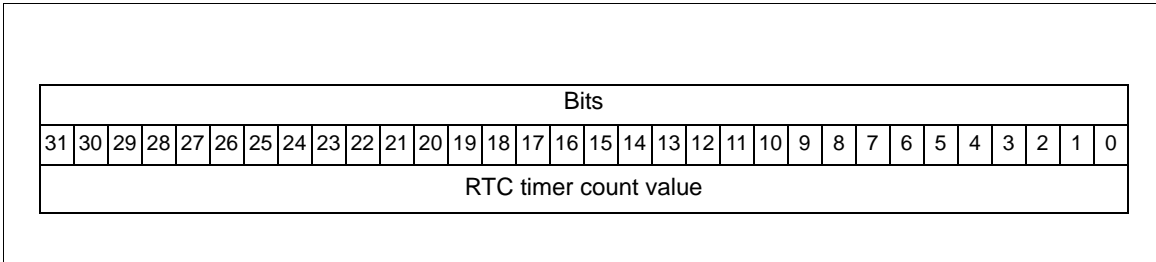 Bits
31 30 29 28 27 26 25 24 23 22 21 20 19 18 17 16 15 14 13 12 11 10 9 8 7 6 5 4 3 2 1 0
RTC timer count value